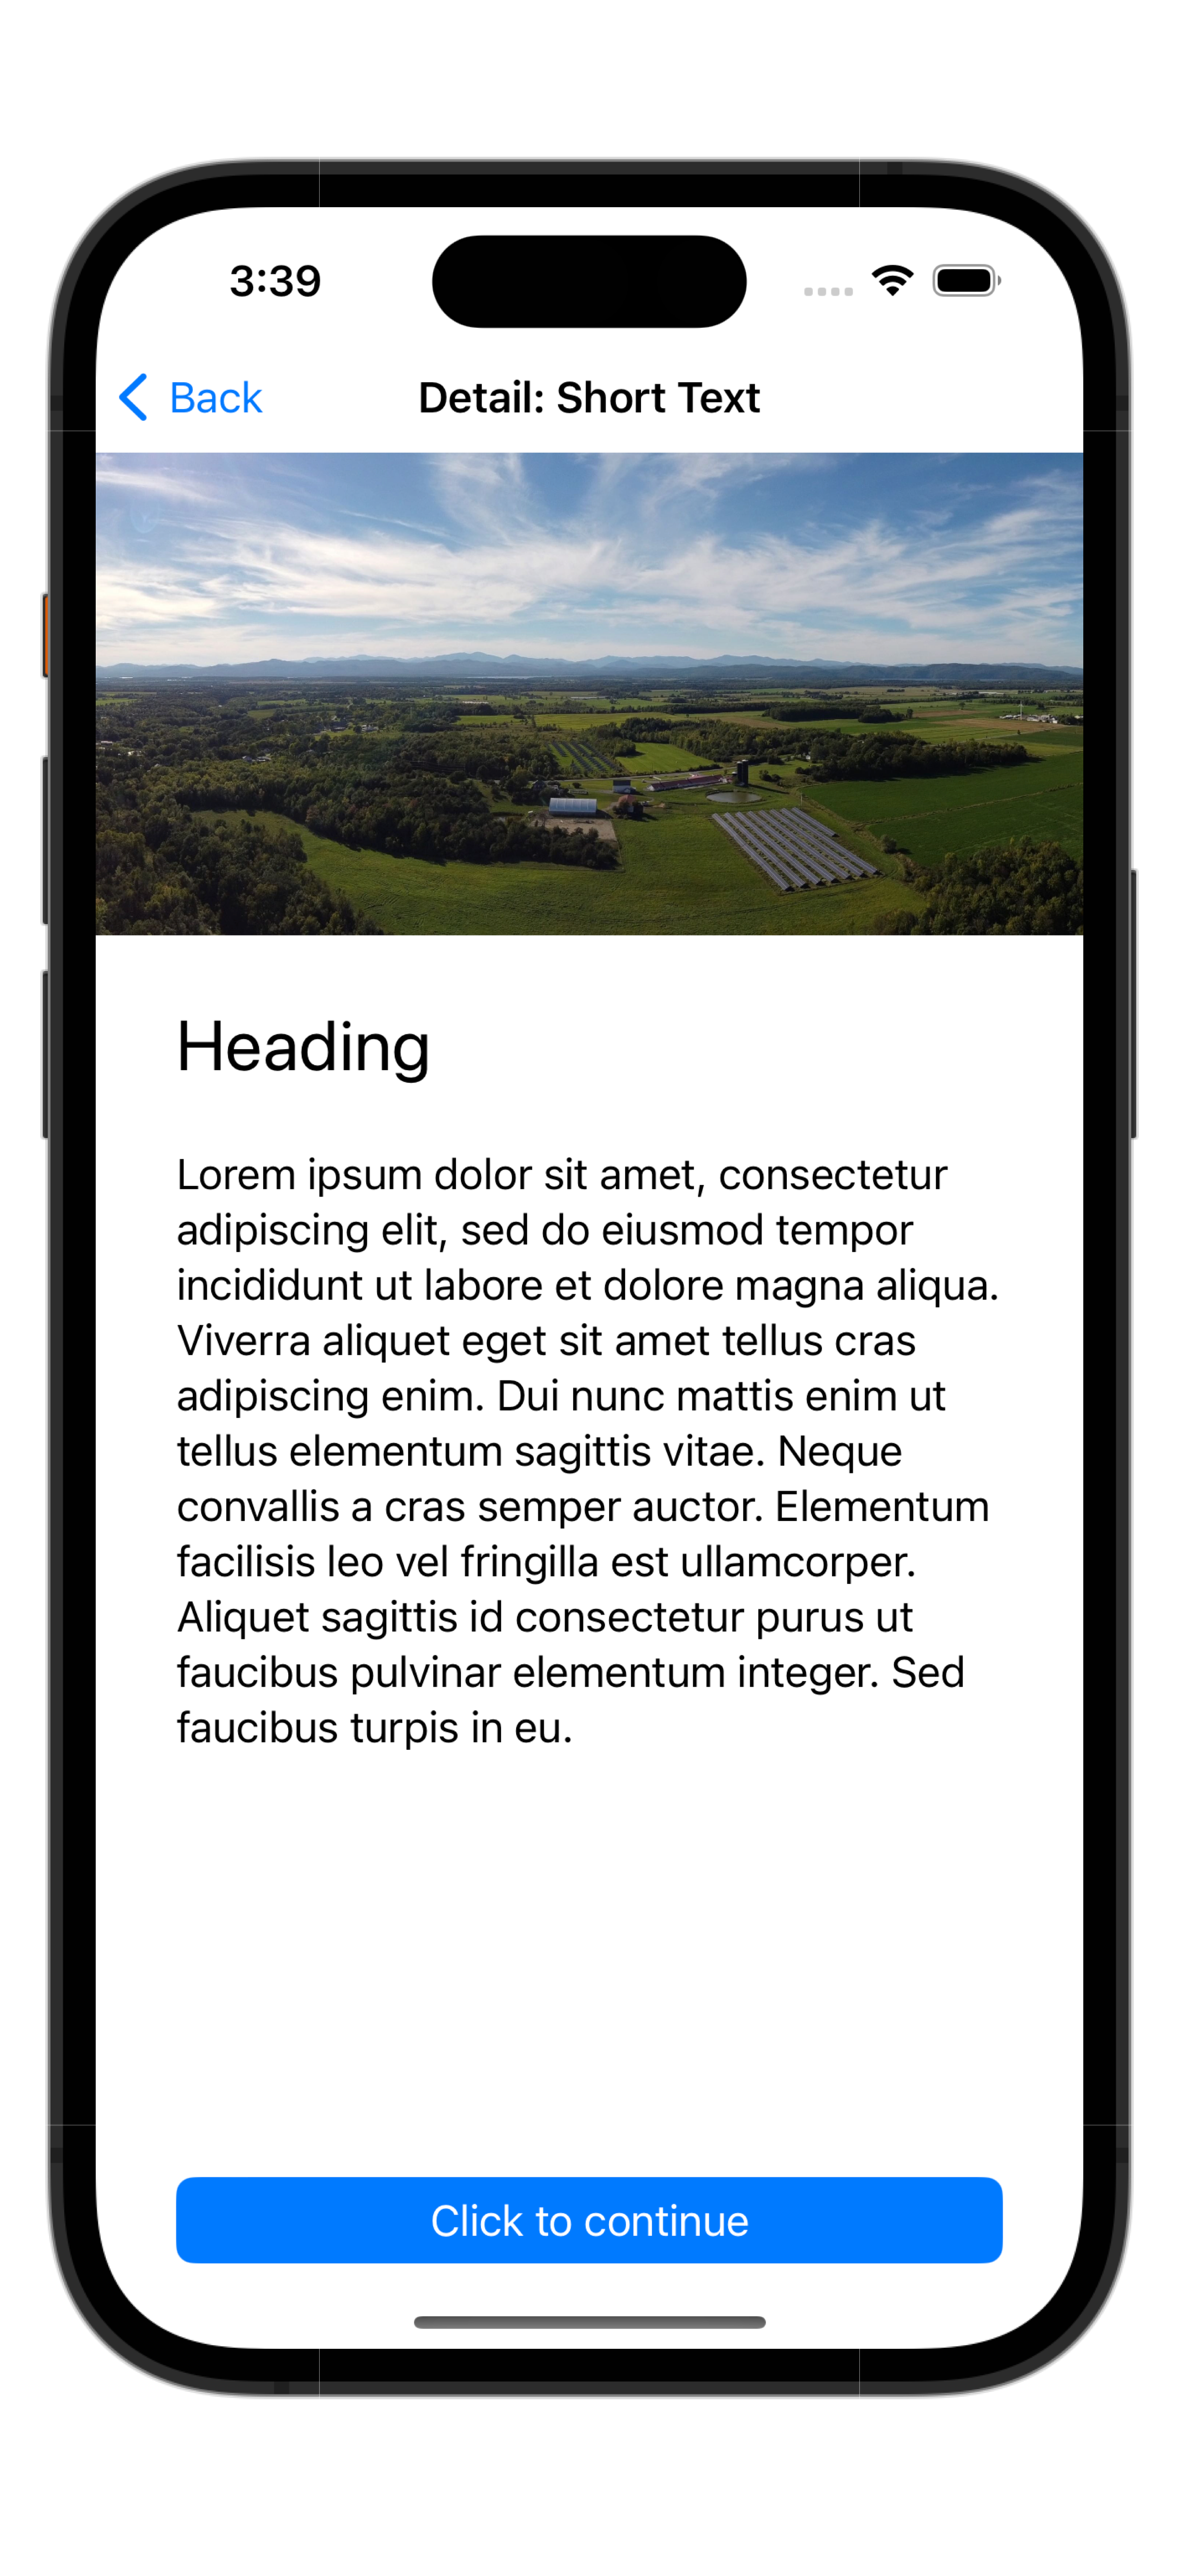 3:39
Back
Detail: Short Text
Heading
Lorem ipsum dolor sit amet, consectetur
adipiscing elit, sed do eiusmod tempor
incididunt ut labore et dolore magna aliqua.
Viverra aliquet eget sit amet tellus cras
adipiscing enim. Dui nunc mattis enim ut
tellus elementum sagittis vitae. Neque
convallis a cras semper auctor. Elementum
facilisis leo vel fringilla est ullamcorper.
Aliquet sagittis id consectetur purus ut
faucibus pulvinar elementum integer. Sed
faucibus turpis in eu.
Click to continue